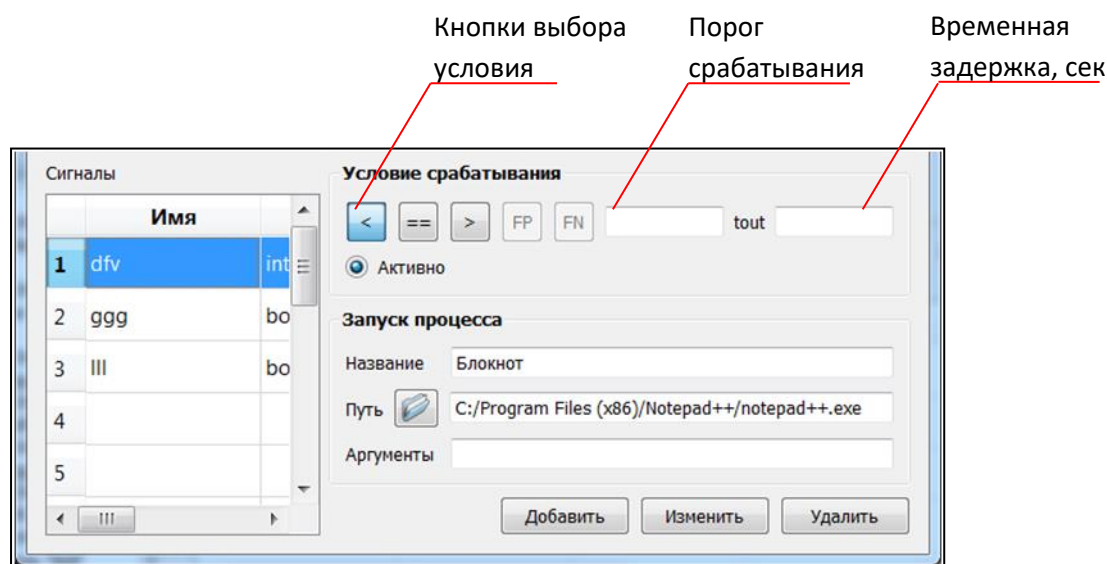 Кнопки выбора условия
Порог срабатывания
Временная задержка, сек
Сигналы
Имя
1 dfv int
2 ggg bo
3 lll bo
4
5
Условие срабатывания
< == > FP FN tout
Активно
Запуск процесса
Название Блокнот
Путь C:/Program Files (x86)/Notepad++/notepad++.exe
Аргументы
Добавить Изменить Удалить